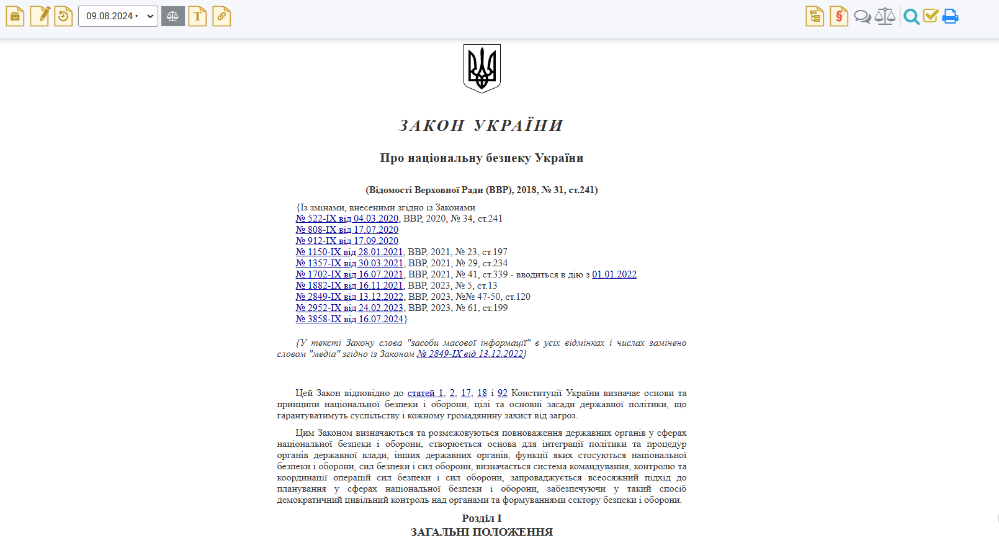 09.08.2024 •
ЗАКОН УКРАЇНИ
Про національну безпеку України
(Відомості Верховної Ради (ВВР), 2018, № 31, ст.241)
{Із змінами, внесеними згідно із Законами
№ 522-IX від 04.03.2020, ВВР, 2020, № 34, ст.241
№ 808-IX від 17.07.2020
№ 912-IX від 17.09.2020
№ 1150-IX від 28.01.2021, ВВР, 2021, № 23, ст.197
№ 1357-IX від 30.03.2021, ВВР, 2021, № 29, ст.234
№ 1702-IX від 16.07.2021, ВВР, 2021, № 41, ст.339 - вводиться в дію з 01.01.2022
№ 1882-IX від 16.11.2021, ВВР, 2023, № 5, ст.13
№ 2849-IX від 13.12.2022, ВВР, 2023, №№ 47-50, ст.120
№ 2952-IX від 24.02.2023, ВВР, 2023, № 61, ст.199
№ 3858-IX від 16.07.2024}
{У тексті Закону слова "засоби масової інформації" в усіх відмінках і числах замінено
словом "медіа" згідно із Законом № 2849-IX від 13.12.2022}
Цей Закон відповідно до статей 1, 2, 17, 18 і 92 Конституції України визначає основи та
принципи національної безпеки і оборони, цілі та основні засади державної політики, що
гарантуватимуть суспільству і кожному громадянину захист від загроз.
Цим Законом визначаються та розмежовуються повноваження державних органів у сферах
національної безпеки і оборони, створюється основа для інтеграції політики та процедур
органів державної влади, інших державних органів, функції яких стосуються національної
безпеки і оборони, сил безпеки і сил оборони, визначається система командування, контролю та
координації операцій сил безпеки і сил оборони, запроваджується всеосяжний підхід до
планування у сферах національної безпеки і оборони, забезпечуючи у такий спосіб
демократичний цивільний контроль над органами та формуваннями сектору безпеки і оборони.
Розділ I
ЗАГАЛЬНІ ПОЛОЖЕННЯ